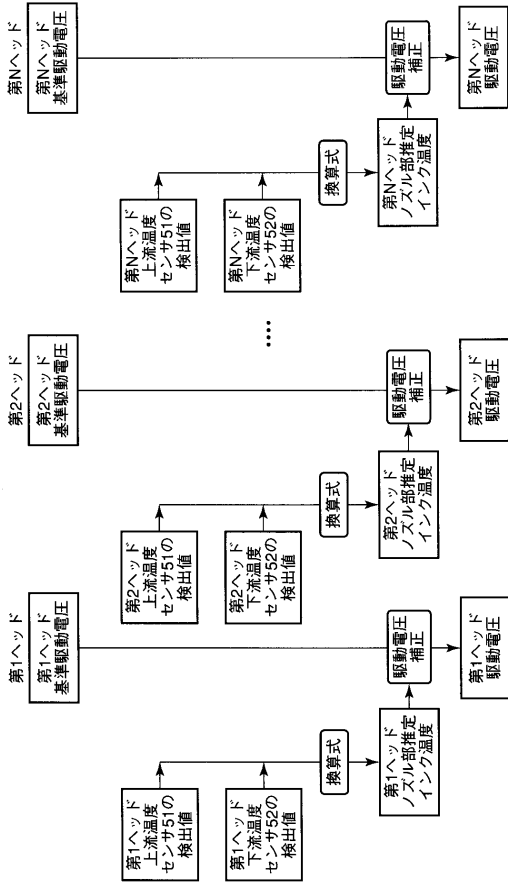 第1ヘッド
第1ヘッド
基準駆動電圧
第1ヘッド
上流温度
センサ51の
検出値
第1ヘッド
下流温度
センサ52の
検出値
換算式
第1ヘッド
ノズル部推定
インク温度
駆動電圧
補正
第1ヘッド
駆動電圧
第2ヘッド
第2ヘッド
基準駆動電圧
第2ヘッド
上流温度
センサ51の
検出値
第2ヘッド
下流温度
センサ52の
検出値
換算式
第2ヘッド
ノズル部推定
インク温度
駆動電圧
補正
第2ヘッド
駆動電圧
‥‥
第Nヘッド
第Nヘッド
基準駆動電圧
第Nヘッド
上流温度
センサ51の
検出値
第Nヘッド
下流温度
センサ52の
検出値
換算式
第Nヘッド
ノズル部推定
インク温度
駆動電圧
補正
第Nヘッド
駆動電圧